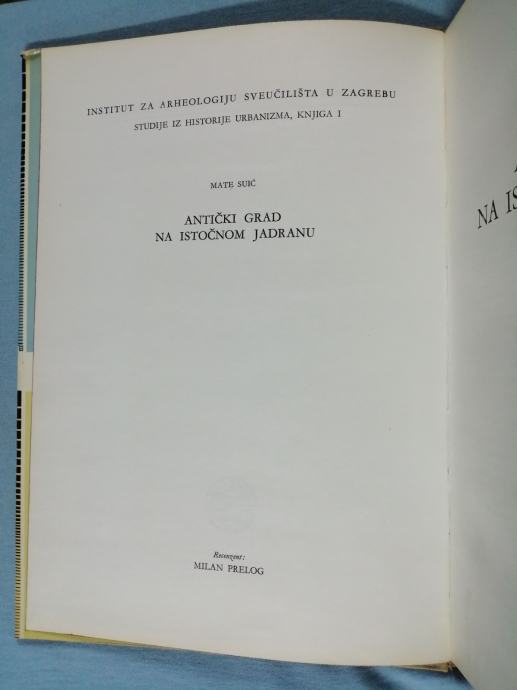 INSTITUT ZA ARHEOLOGIJU SVEUČILIŠTA U ZAGREBU
STUDIJE IZ HISTORIJE URBANIZMA, KNJIGA I
MATE SUIĆ
ANTIČKI GRAD
NA ISTOČNOM JADRANU
Recenzent:
MILAN PRELOG
NA